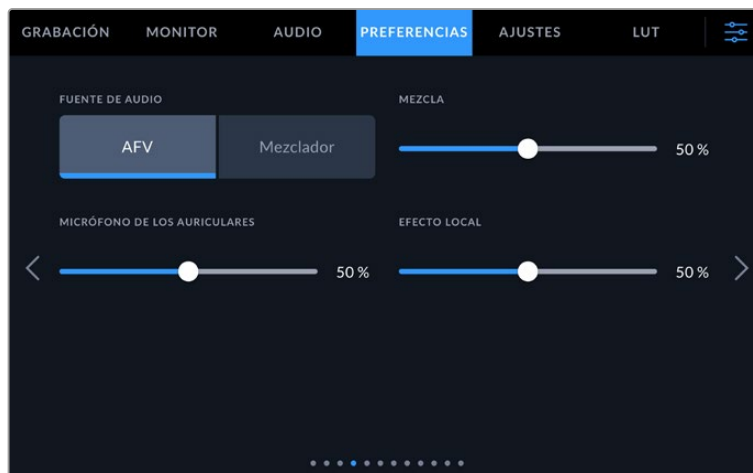 GRABACIÓN MONITOR AUDIO PREFERENCIAS AJUSTES LUT
FUENTE DE AUDIO MEZCLA
AFV Mezclador 50 %
MICRÓFONO DE LOS AURICULARES EFECTO LOCAL
50 % 50 %